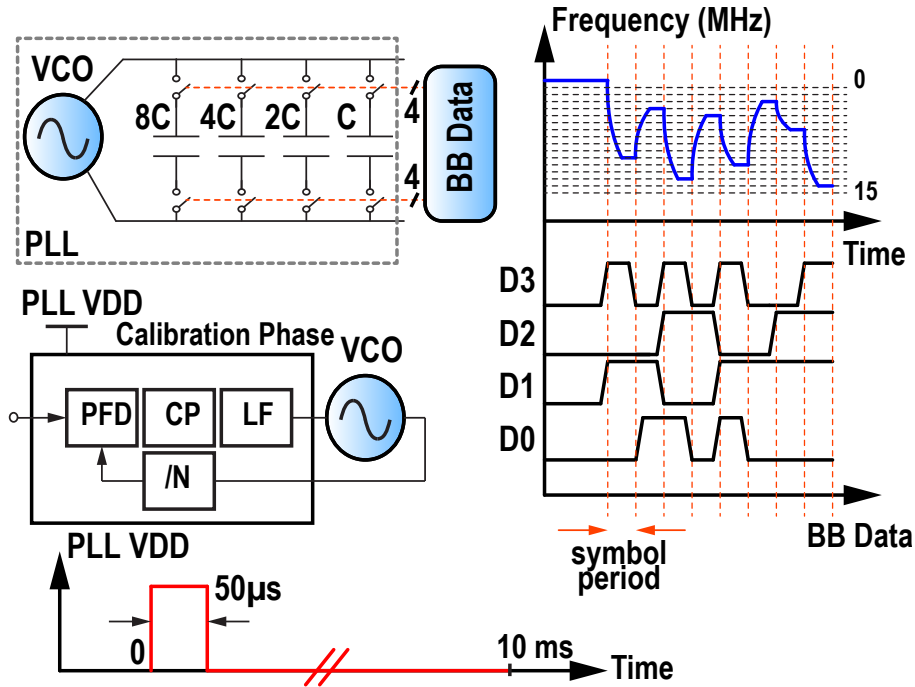 VCO
8C
4C
2C
C
4
4
BB Data
PLL
Frequency (MHz)
0
15
Time
D3
D2
D1
D0
BB Data
symbol
period
PLL VDD
Calibration Phase
VCO
PFD
CP
LF
/N
PLL VDD
50µs
0
10 ms
Time